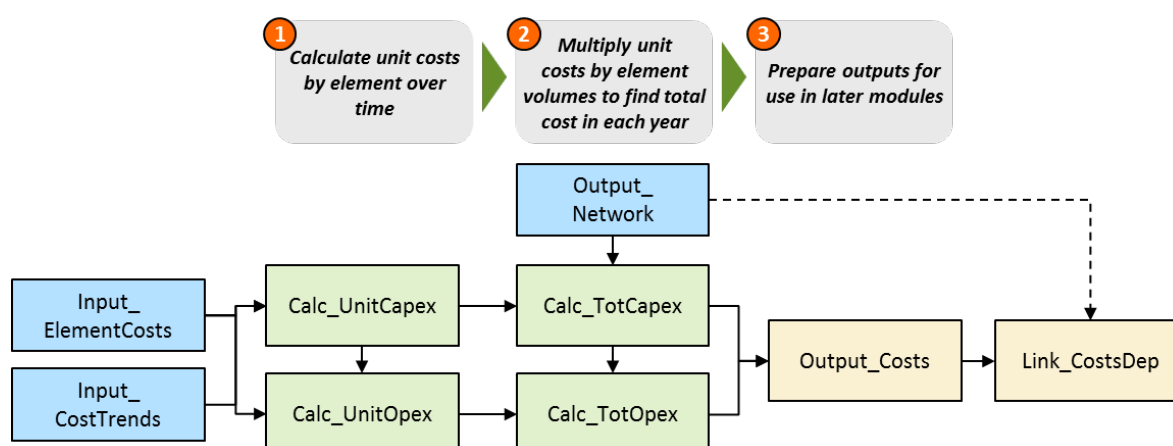 1
Calculate unit costs
by element over
time
2
Multiply unit
costs by element
volumes to find total
cost in each year
3
Prepare outputs for
use in later modules
Output_
Network
Input_
ElementCosts
Calc_UnitCapex
Calc_TotCapex
Output_Costs
Link_CostsDep
Input_
CostTrends
Calc_UnitOpex
Calc_TotOpex